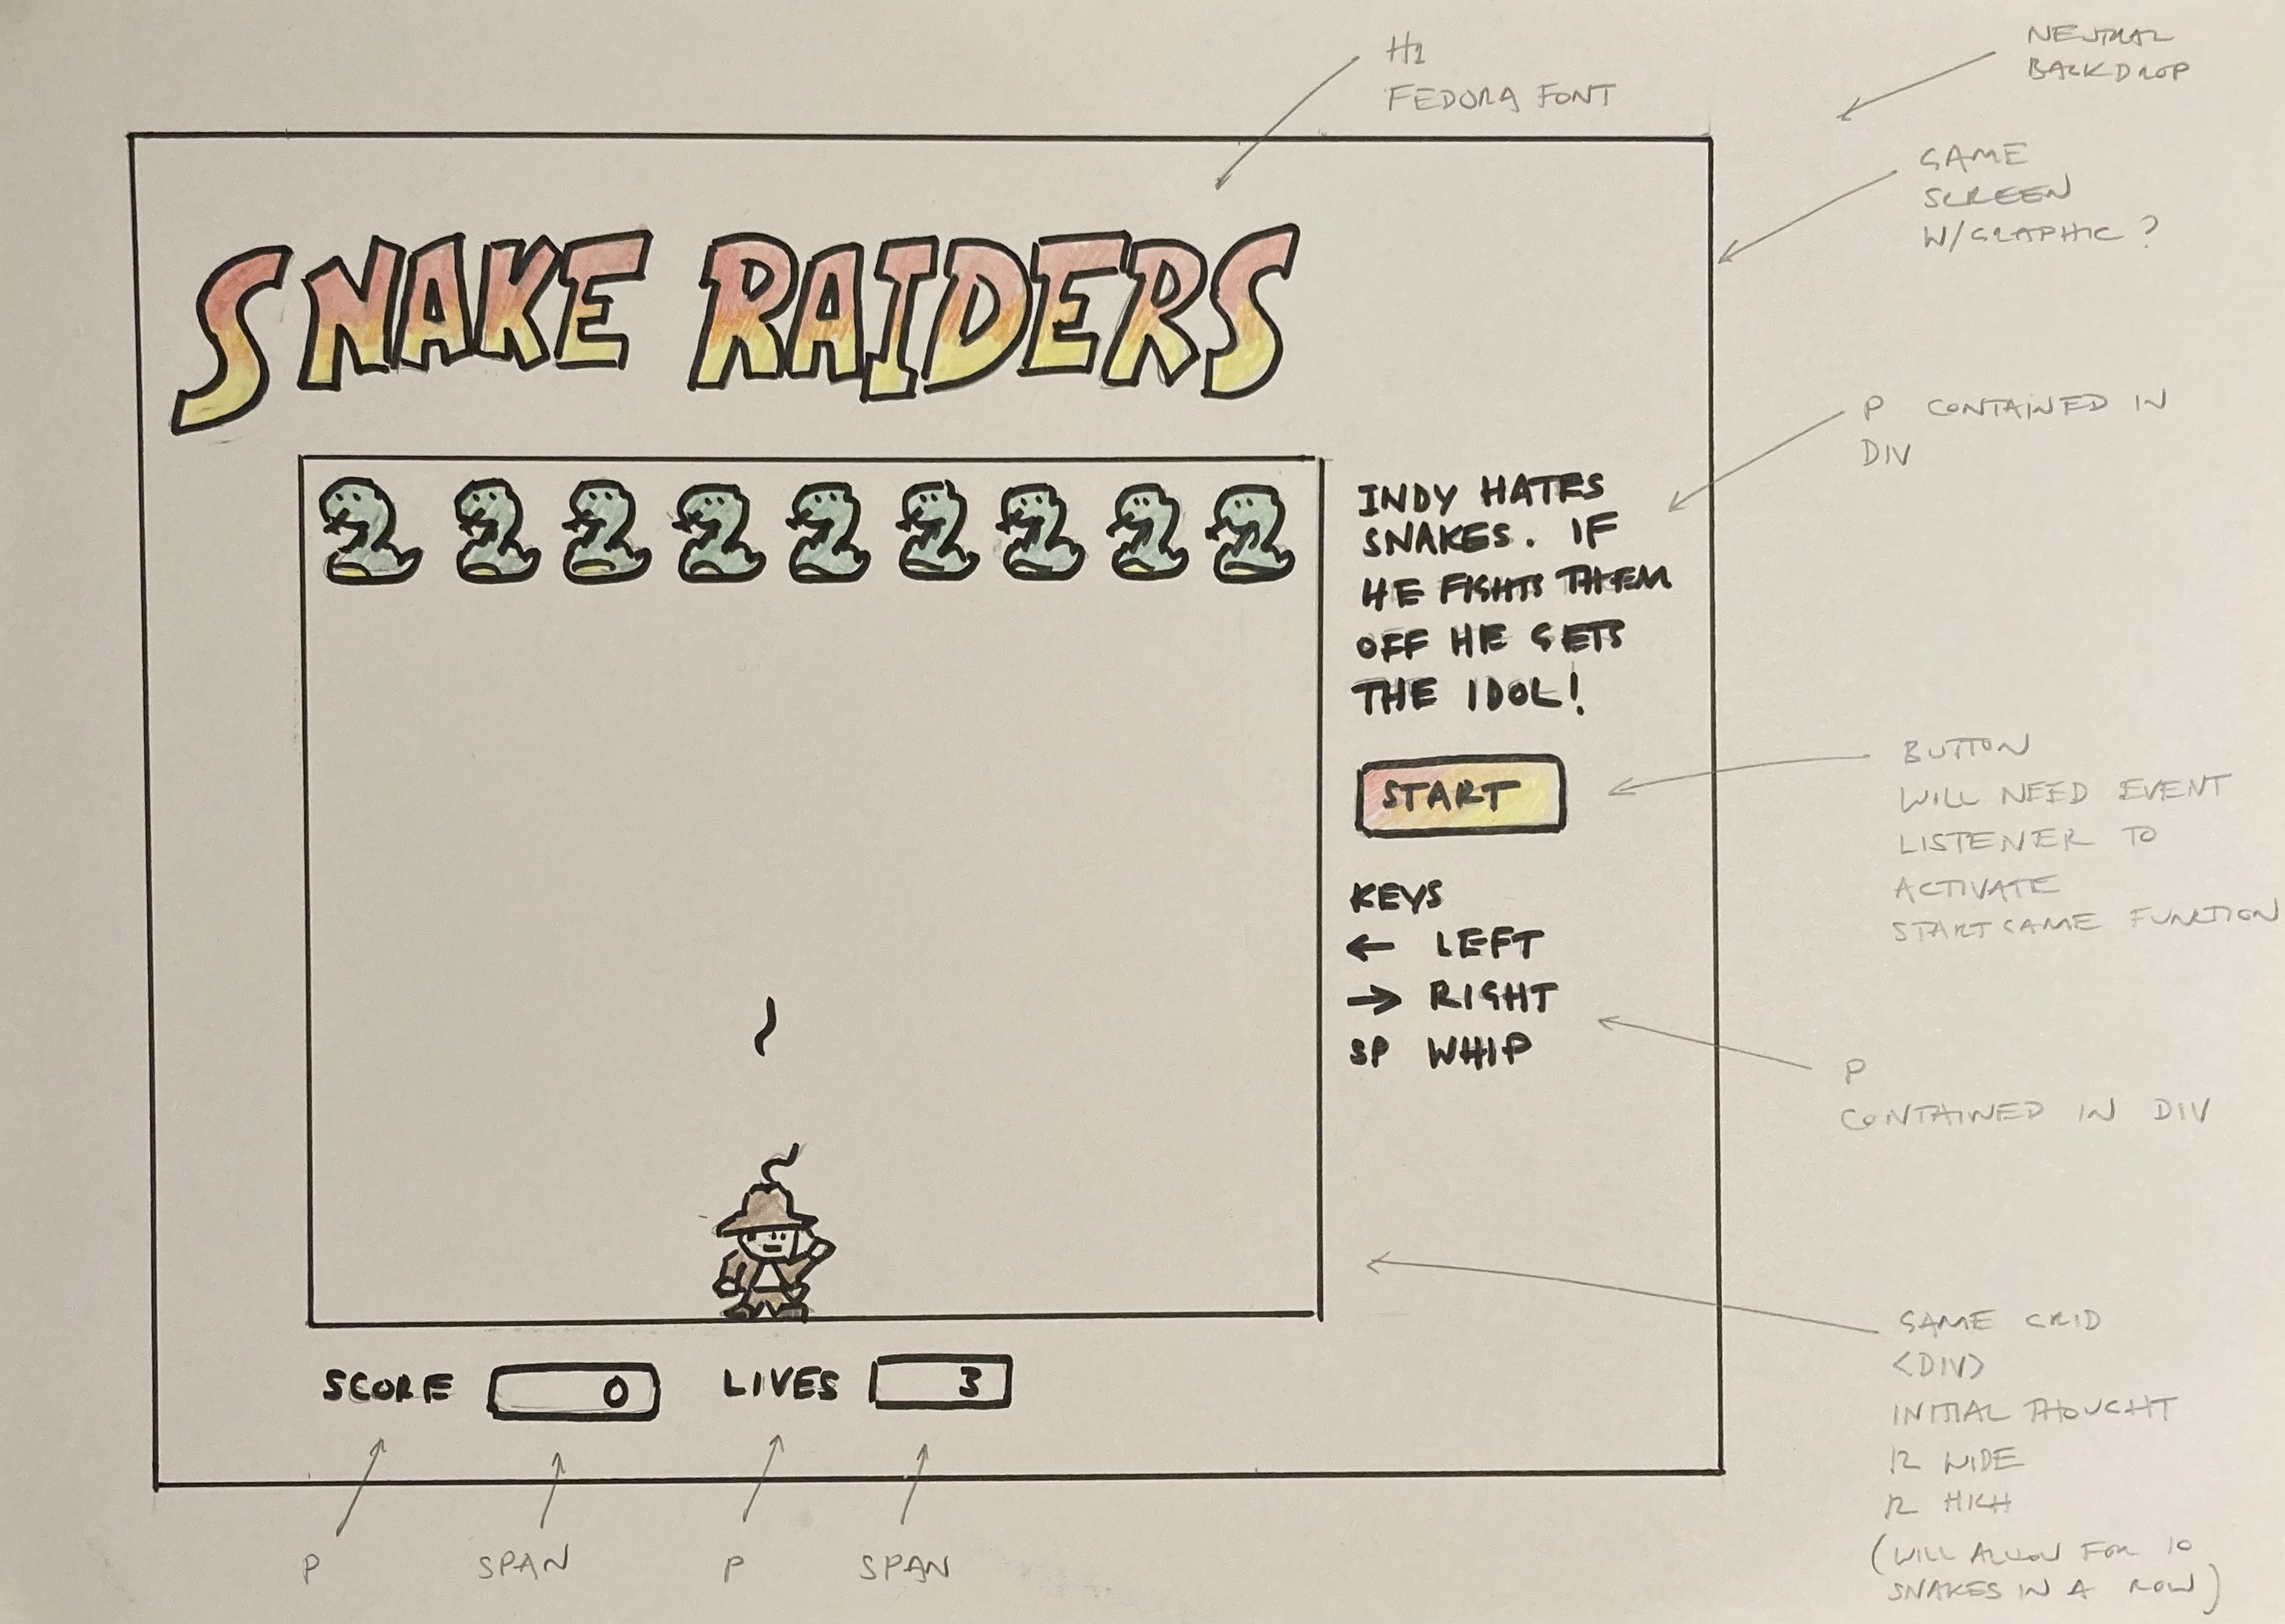 H1
FEDORA FONT
NEUTRAL
BACKDROP
GAME
SCREEN
W/GRAPHIC ?
SNAKE RAIDERS
P CONTAINED IN
DIV
INDY HATES
SNAKES. IF
HE FIGHTS THEM
OFF HE GETS
THE IDOL!
START
BUTTON
WILL NEED EVENT
LISTENER TO
ACTIVATE
STARTGAME FUNCTION
KEYS
← LEFT
→ RIGHT
SP WHIP
P
CONTAINED IN DIV
GAME GRID
<DIV>
INITIAL THOUGHT
12 WIDE
12 HIGH
(WILL ALLOW FOR 10
SNAKES IN A ROW)
SCORE 0 LIVES 3
P SPAN P SPAN